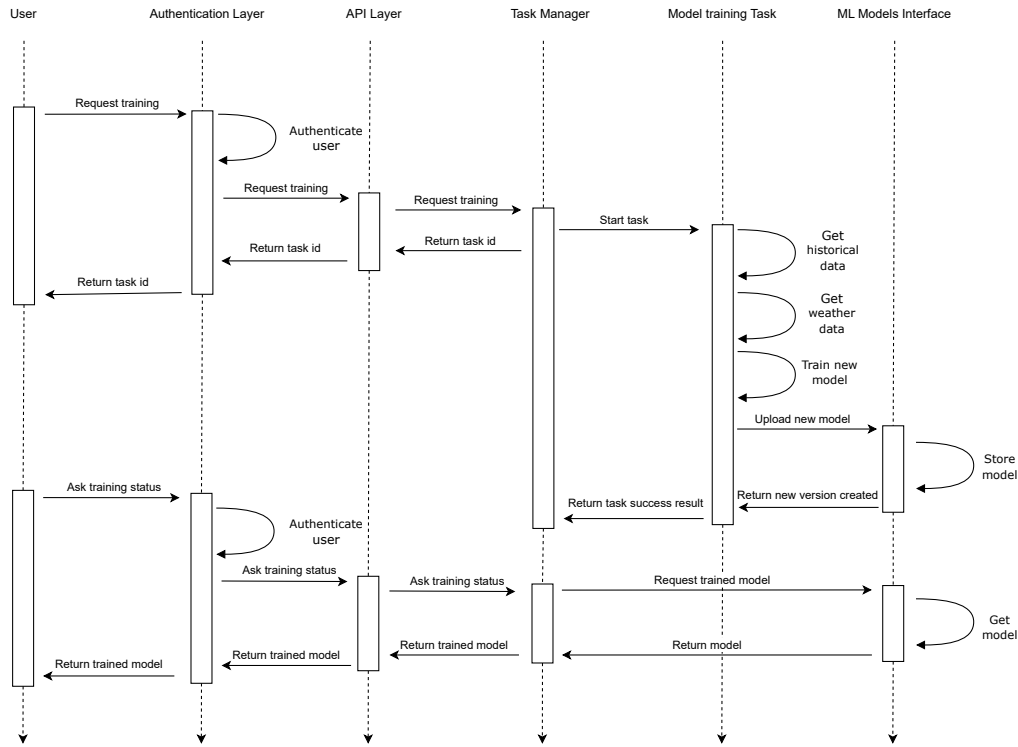 User
Authentication Layer
API Layer
Task Manager
Model training Task
ML Models Interface
Request training
Authenticate
user
Request training
Request training
Start task
Get
historical
data
Return task id
Return task id
Return task id
Get
weather
data
Train new
model
Upload new model
Store
model
Ask training status
Return new version created
Return task success result
Authenticate
user
Ask training status
Ask training status
Request trained model
Get
model
Return trained model
Return trained model
Return trained model
Return model